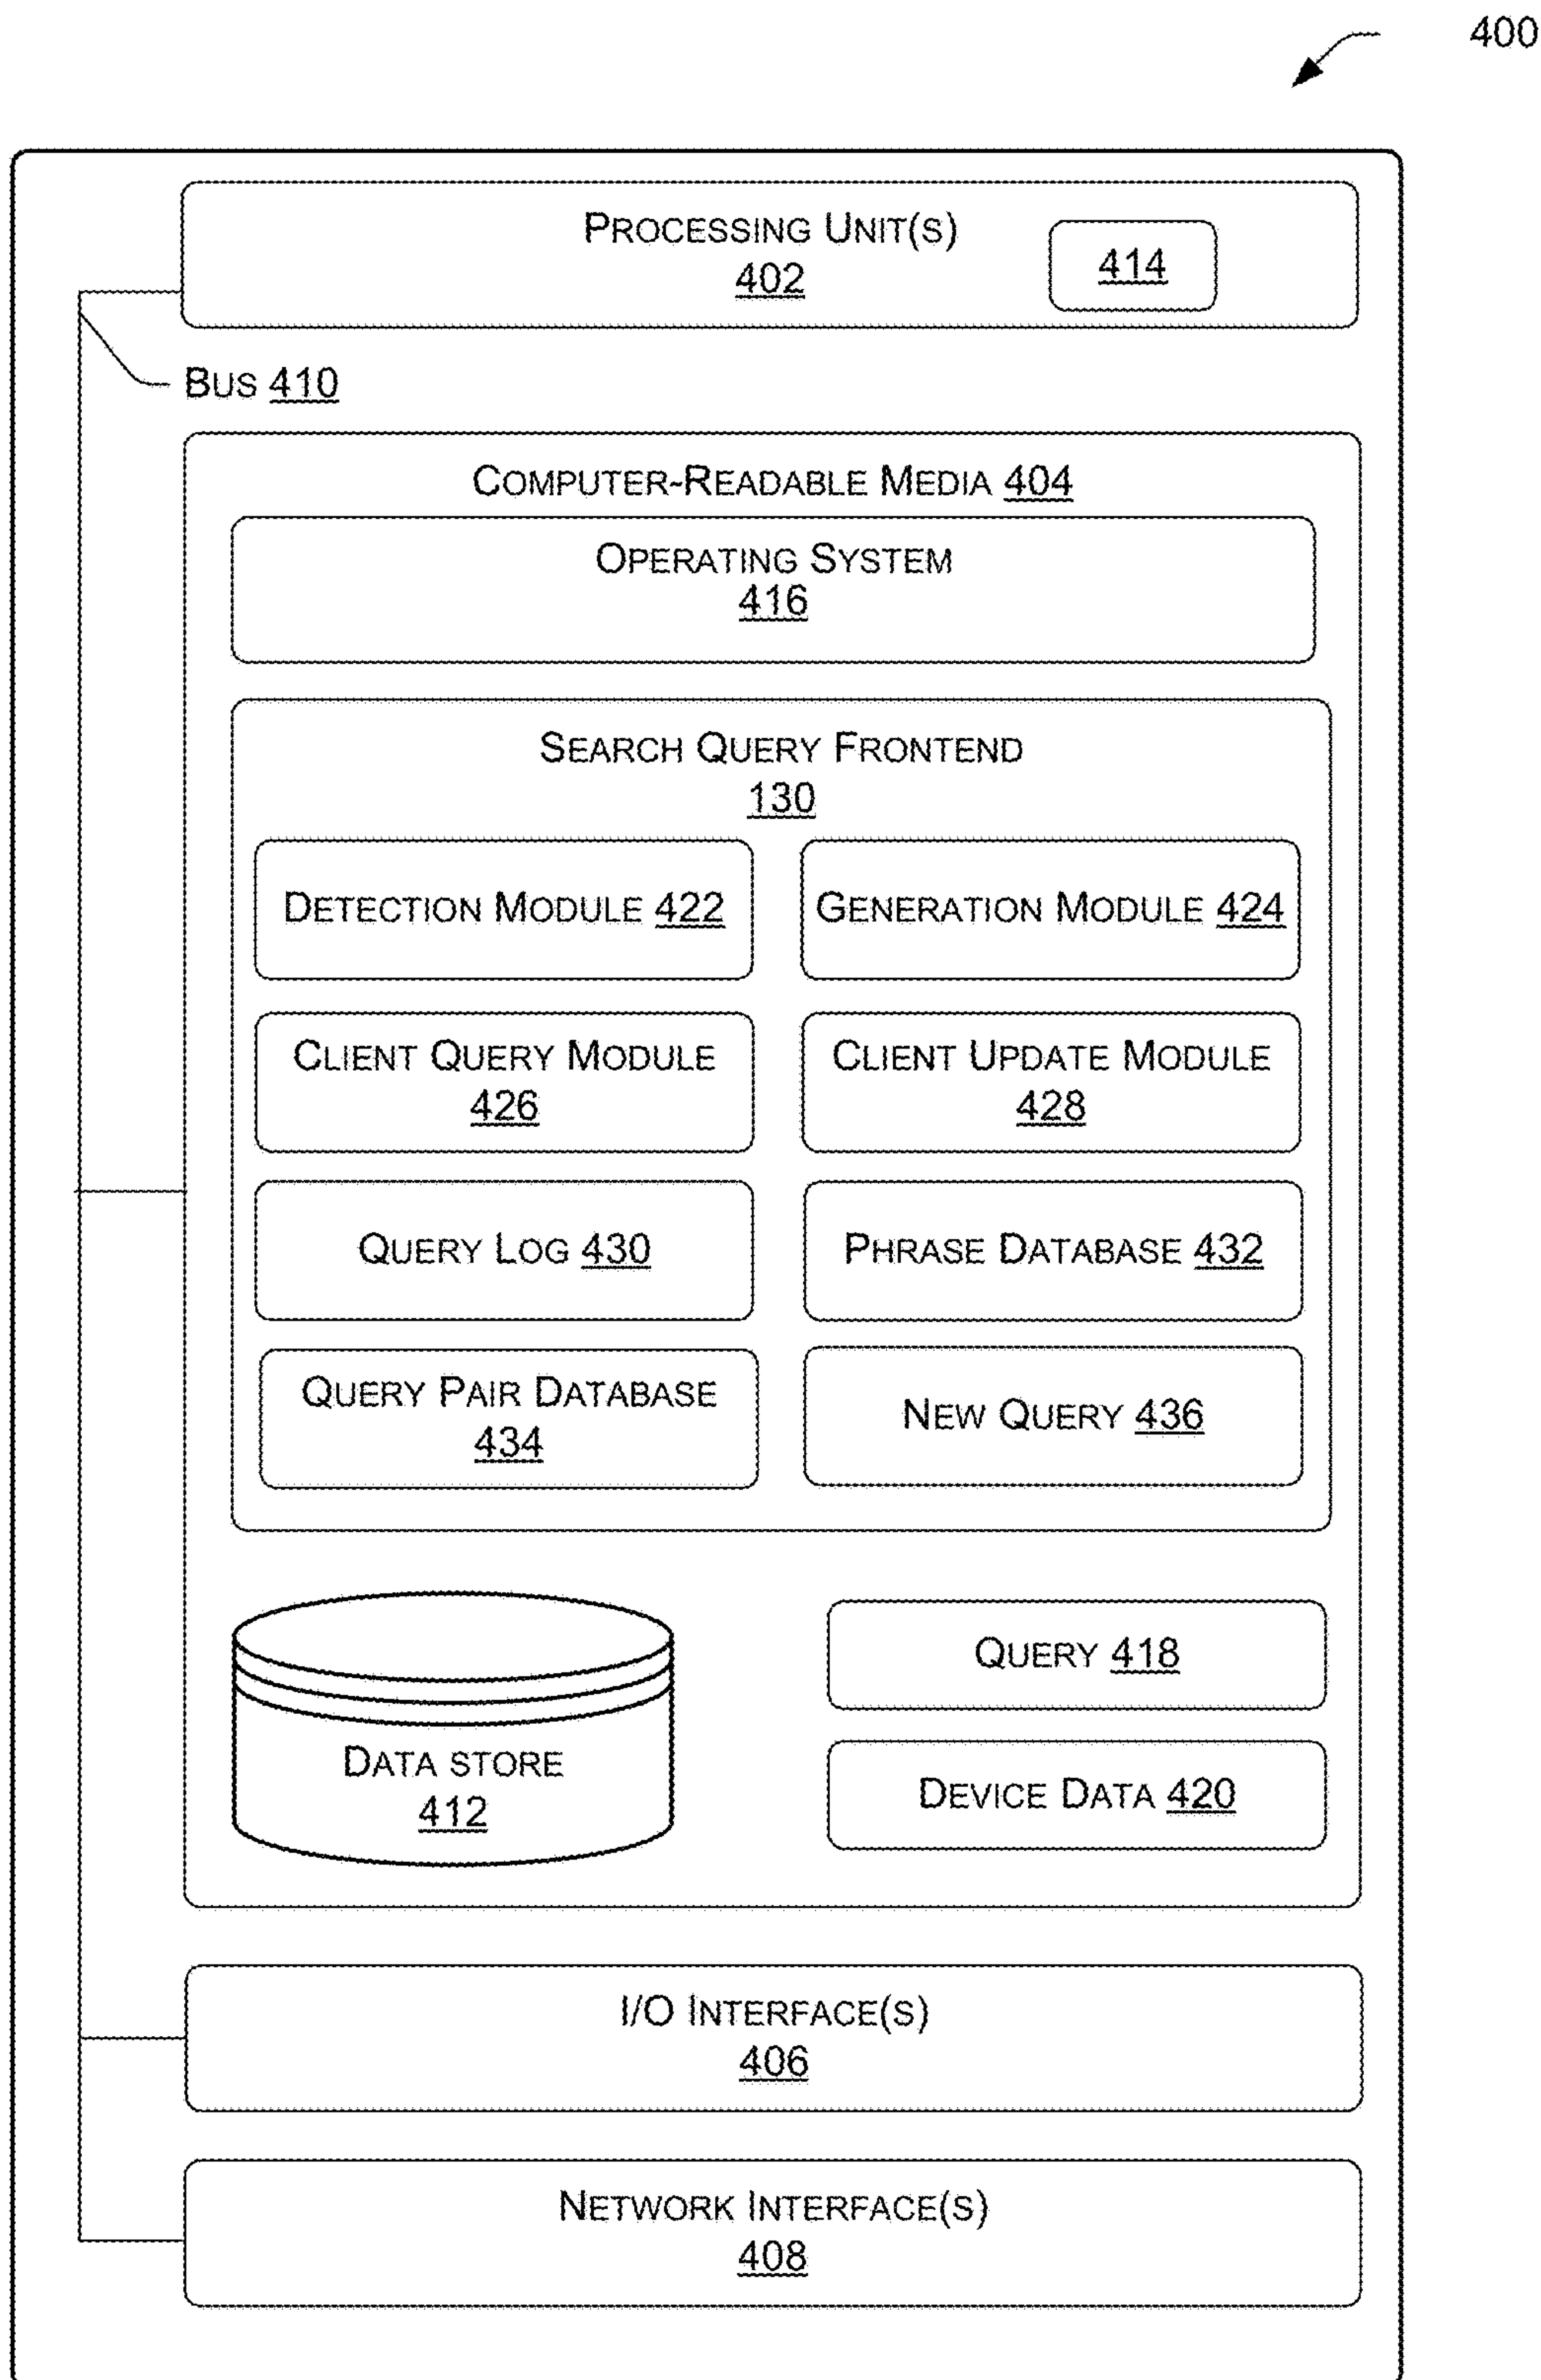 400
PROCESSING UNIT(S)
402
414
BUS 410
COMPUTER-READABLE MEDIA 404
OPERATING SYSTEM
416
SEARCH QUERY FRONTEND
130
DETECTION MODULE 422
GENERATION MODULE 424
CLIENT QUERY MODULE
426
CLIENT UPDATE MODULE
428
QUERY LOG 430
PHRASE DATABASE 432
QUERY PAIR DATABASE
434
NEW QUERY 436
DATA STORE
412
QUERY 418
DEVICE DATA 420
I/O INTERFACE(S)
406
NETWORK INTERFACE(S)
408